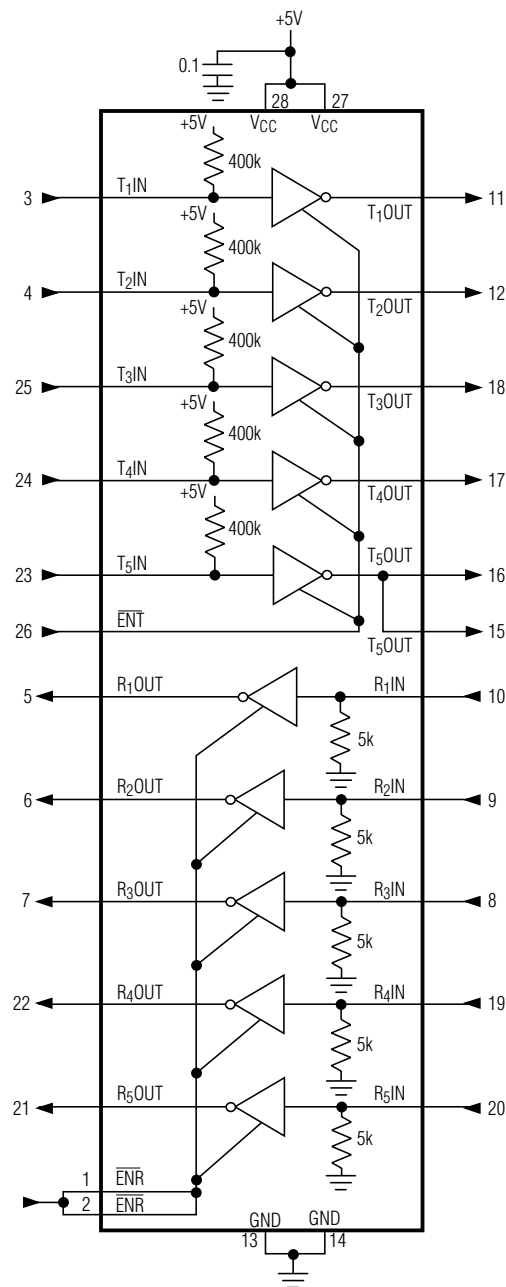 +5V
0.1
28 27
VCC VCC
+5V
400k
3 T1IN T1OUT 11
+5V
400k
4 T2IN T2OUT 12
+5V
400k
25 T3IN T3OUT 18
+5V
400k
24 T4IN T4OUT 17
+5V
400k
23 T5IN T5OUT 16
26 ENT T5OUT 15
5 R1OUT R1IN 10
5k
6 R2OUT R2IN 9
5k
7 R3OUT R3IN 8
5k
22 R4OUT R4IN 19
5k
21 R5OUT R5IN 20
5k
1 ENR
2 ENR
GND GND
13 14